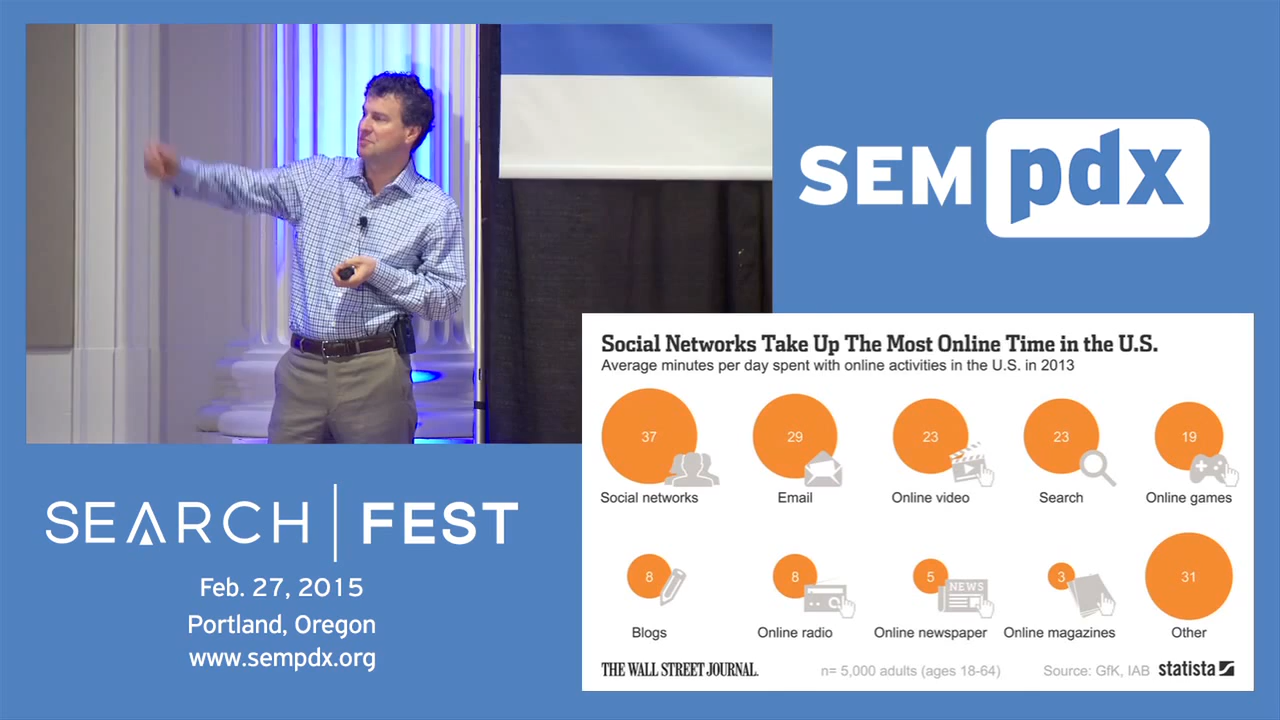 SEM pdx
SEARCH FEST
Feb. 27, 2015
Portland, Oregon
www.sempdx.org
Social Networks Take Up The Most Online Time in the U.S.
Average minutes per day spent with online activities in the U.S. in 2013
37 29 23 23 19
Social networks Email Online video Search Online games
8 8 5 3 31
NEWS
Blogs Online radio Online newspaper Online magazines Other
THE WALL STREET JOURNAL. n= 5,000 adults (ages 18-64) Source: GfK, IAB statista